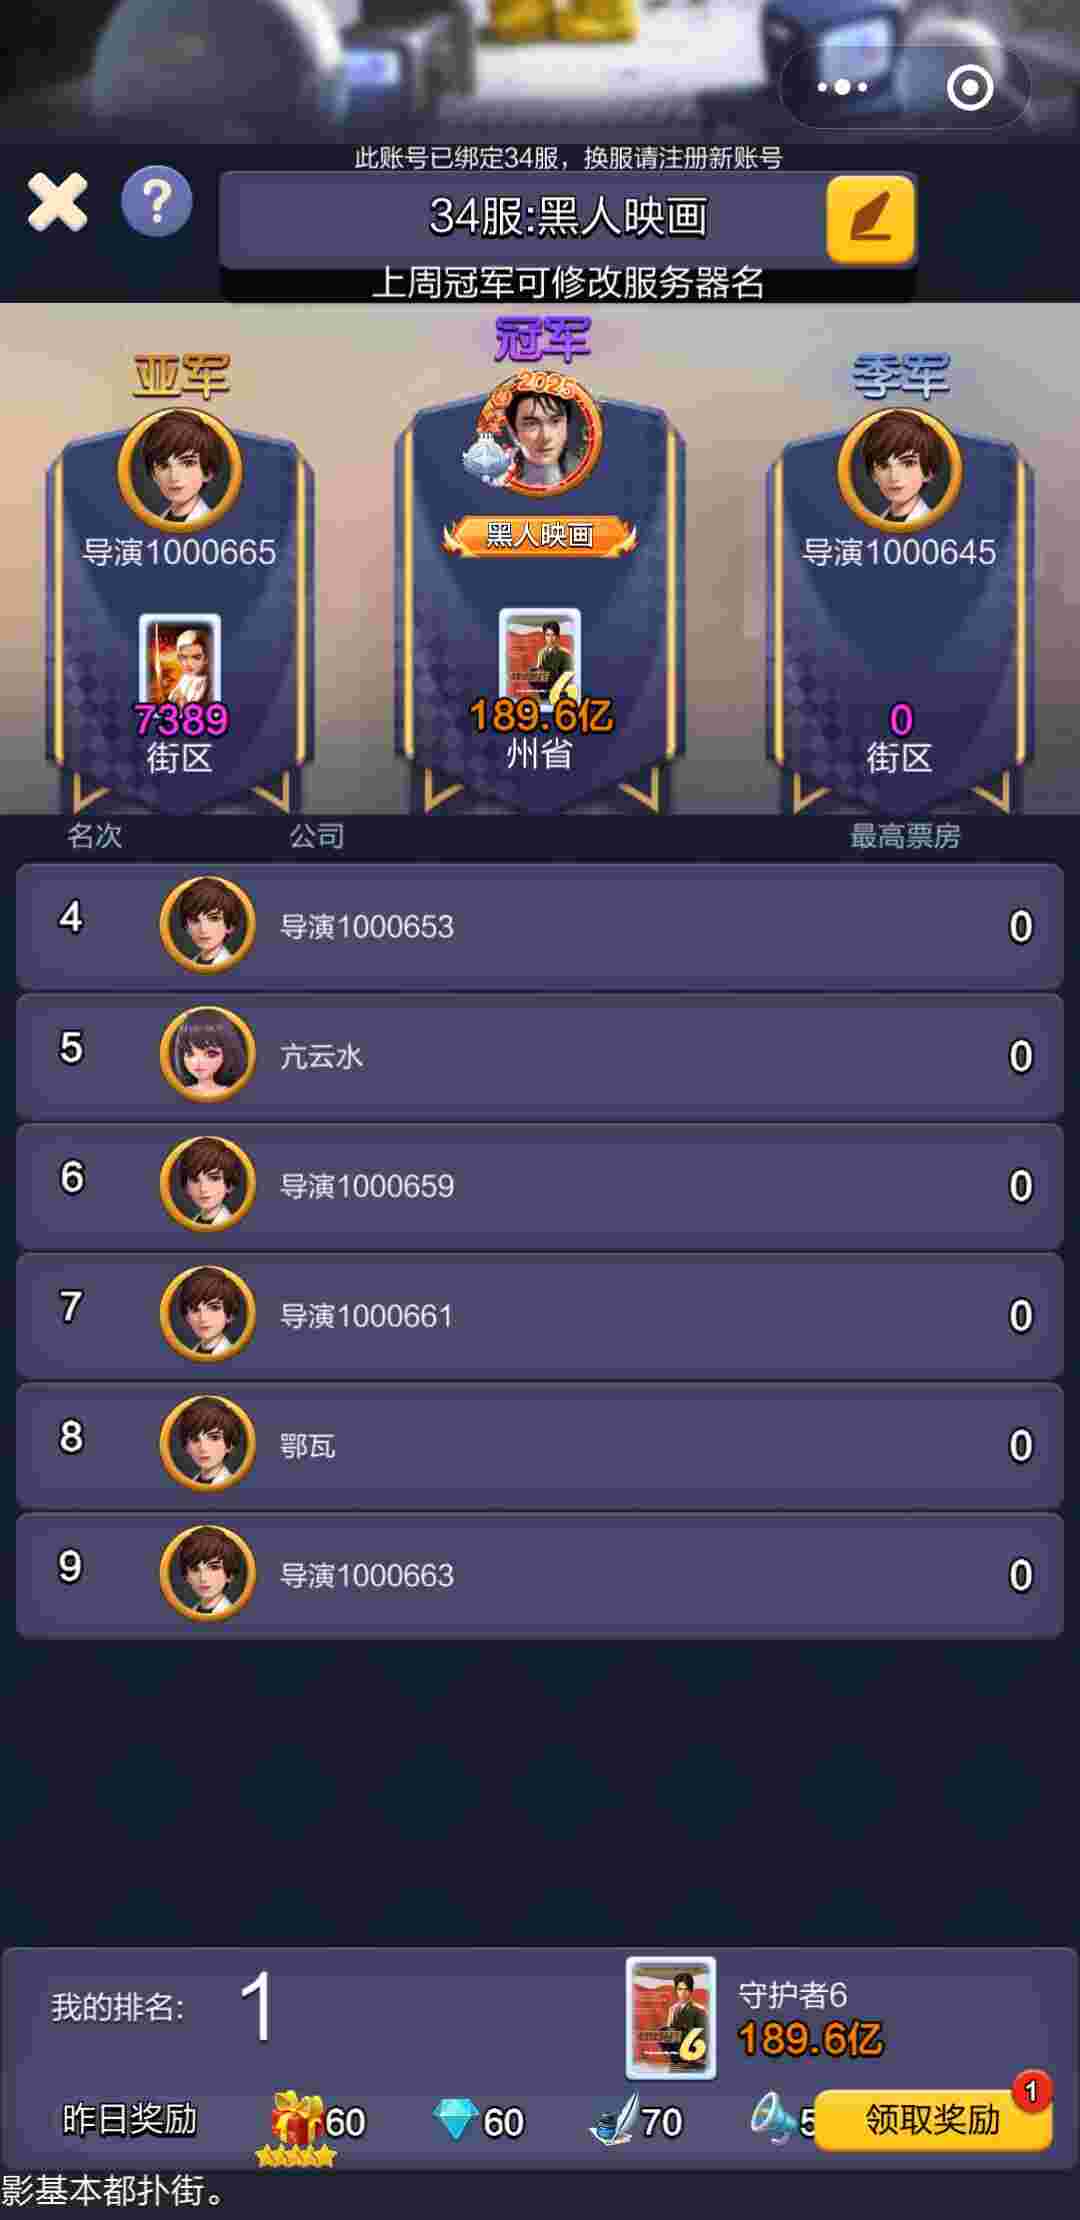 此账号已绑定34服，换服请注册新账号
?
34服:黑人映画
上周冠军可修改服务器名
亚军
冠军
季军
2025
导演1000665
黑人映画
导演1000645
6
7389
189.6亿
0
街区
州省
街区
名次 公司 最高票房
4 导演1000653 0
5 亢云水 0
6 导演1000659 0
7 导演1000661 0
8 鄂瓦 0
9 导演1000663 0
我的排名: 1
6
守护者6
189.6亿
昨日奖励 60 60 70 5
领取奖励
1
影基本都扑街。